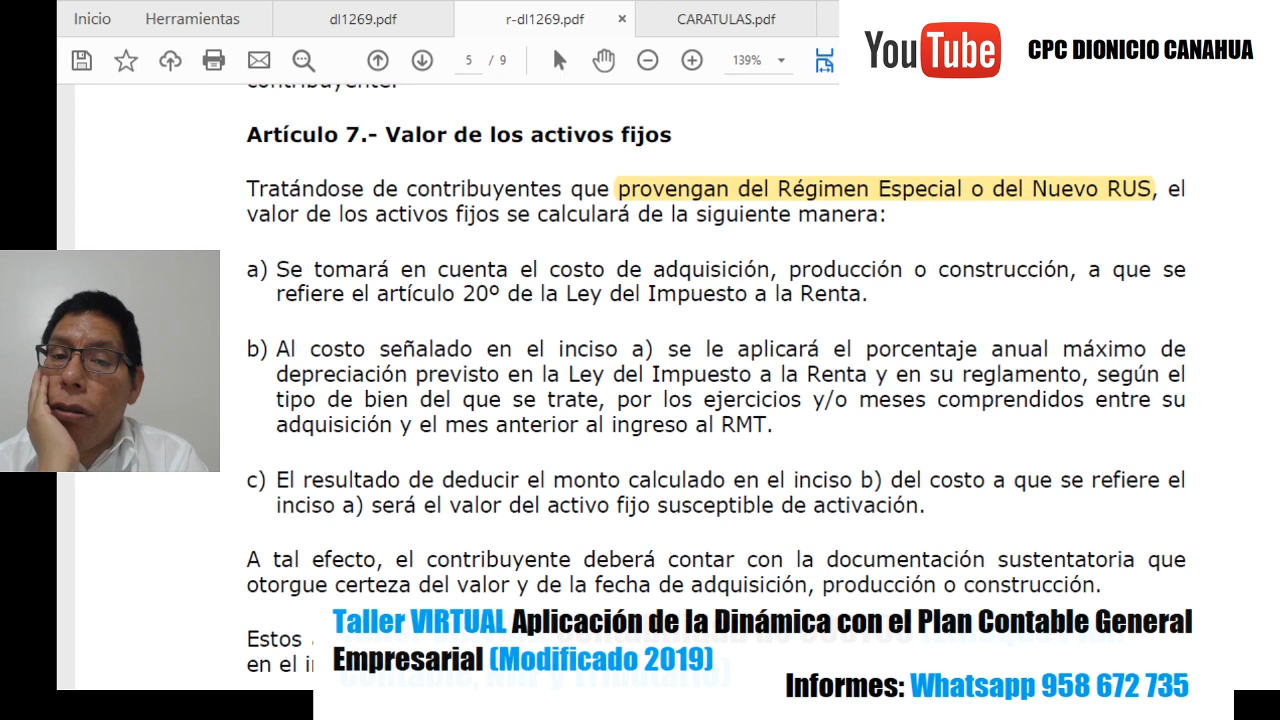 Inicio Herramientas dl1269.pdf r-dl1269.pdf × CARATULAS.pdf
5 / 9 139%
YouTube CPC DIONICIO CANAHUA
contribuyente.
Artículo 7.- Valor de los activos fijos
Tratándose de contribuyentes que provengan del Régimen Especial o del Nuevo RUS, el
valor de los activos fijos se calculará de la siguiente manera:
a) Se tomará en cuenta el costo de adquisición, producción o construcción, a que se
refiere el artículo 20º de la Ley del Impuesto a la Renta.
b) Al costo señalado en el inciso a) se le aplicará el porcentaje anual máximo de
depreciación previsto en la Ley del Impuesto a la Renta y en su reglamento, según el
tipo de bien del que se trate, por los ejercicios y/o meses comprendidos entre su
adquisición y el mes anterior al ingreso al RMT.
c) El resultado de deducir el monto calculado en el inciso b) del costo a que se refiere el
inciso a) será el valor del activo fijo susceptible de activación.
A tal efecto, el contribuyente deberá contar con la documentación sustentatoria que
otorgue certeza del valor y de la fecha de adquisición, producción o construcción.
Estos
en el
Taller VIRTUAL Aplicación de la Dinámica con el Plan Contable General
Empresarial (Modificado 2019)
Informes: Whatsapp 958 672 735